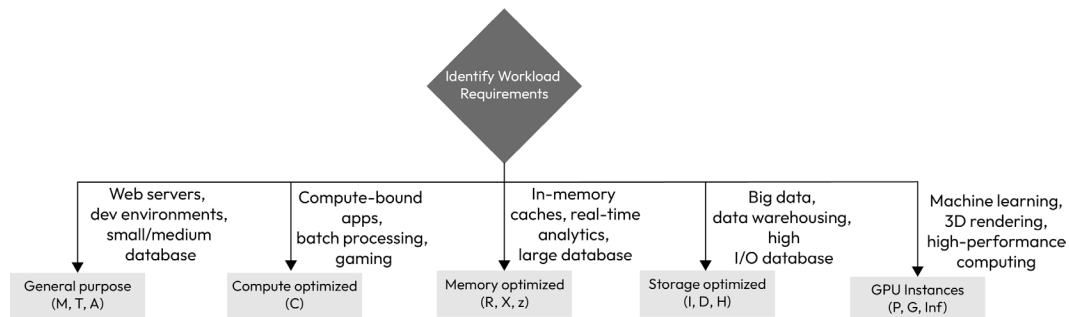 Identify Workload
Requirements
Web servers,
dev environments,
small/medium
database
Compute-bound
apps,
batch processing,
gaming
In-memory
caches, real-time
analytics,
large database
Big data,
data warehousing,
high
I/O database
Machine learning,
3D rendering,
high-performance
computing
General purpose
(M, T, A)
Compute optimized
(C)
Memory optimized
(R, X, z)
Storage optimized
(I, D, H)
GPU Instances
(P, G, Inf)